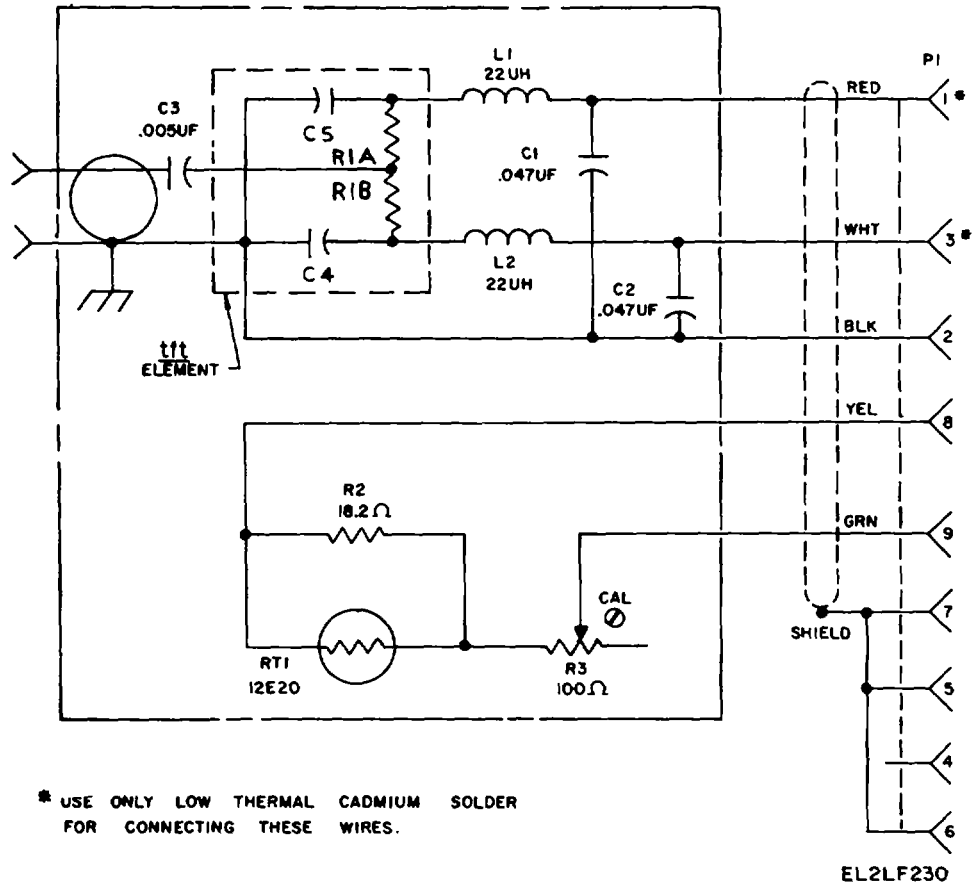 P1
L1
22UH
RED
1*
C3
.005UF
C5
R1A
C1
.047UF
R1B
WHT
3*
C4
L2
22UH
C2
.047UF
BLK
2
tft
ELEMENT
YEL
8
R2
18.2Ω
GRN
9
CAL
SHIELD
7
RT1
12E20
R3
100Ω
5
4
* USE ONLY LOW THERMAL CADMIUM SOLDER
FOR CONNECTING THESE WIRES.
6
EL2LF230